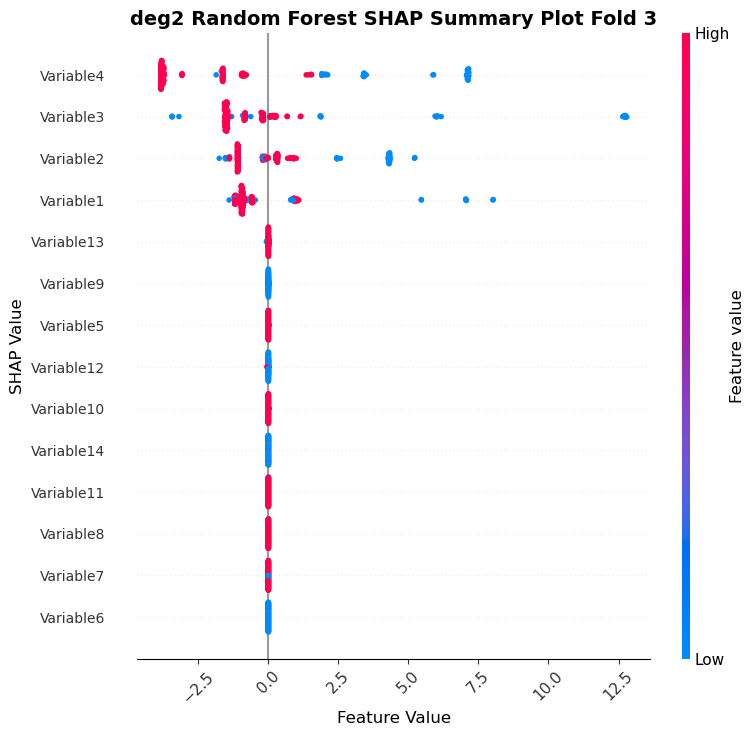 deg2 Random Forest SHAP Summary Plot Fold 3
High
Variable4
Variable3
Variable2
Variable1
Variable13
Variable9
Variable5
Variable12
Variable10
Variable14
Variable11
Variable8
Variable7
Variable6
SHAP Value
Feature value
Low
−2.5 0.0 2.5 5.0 7.5 10.0 12.5
Feature Value